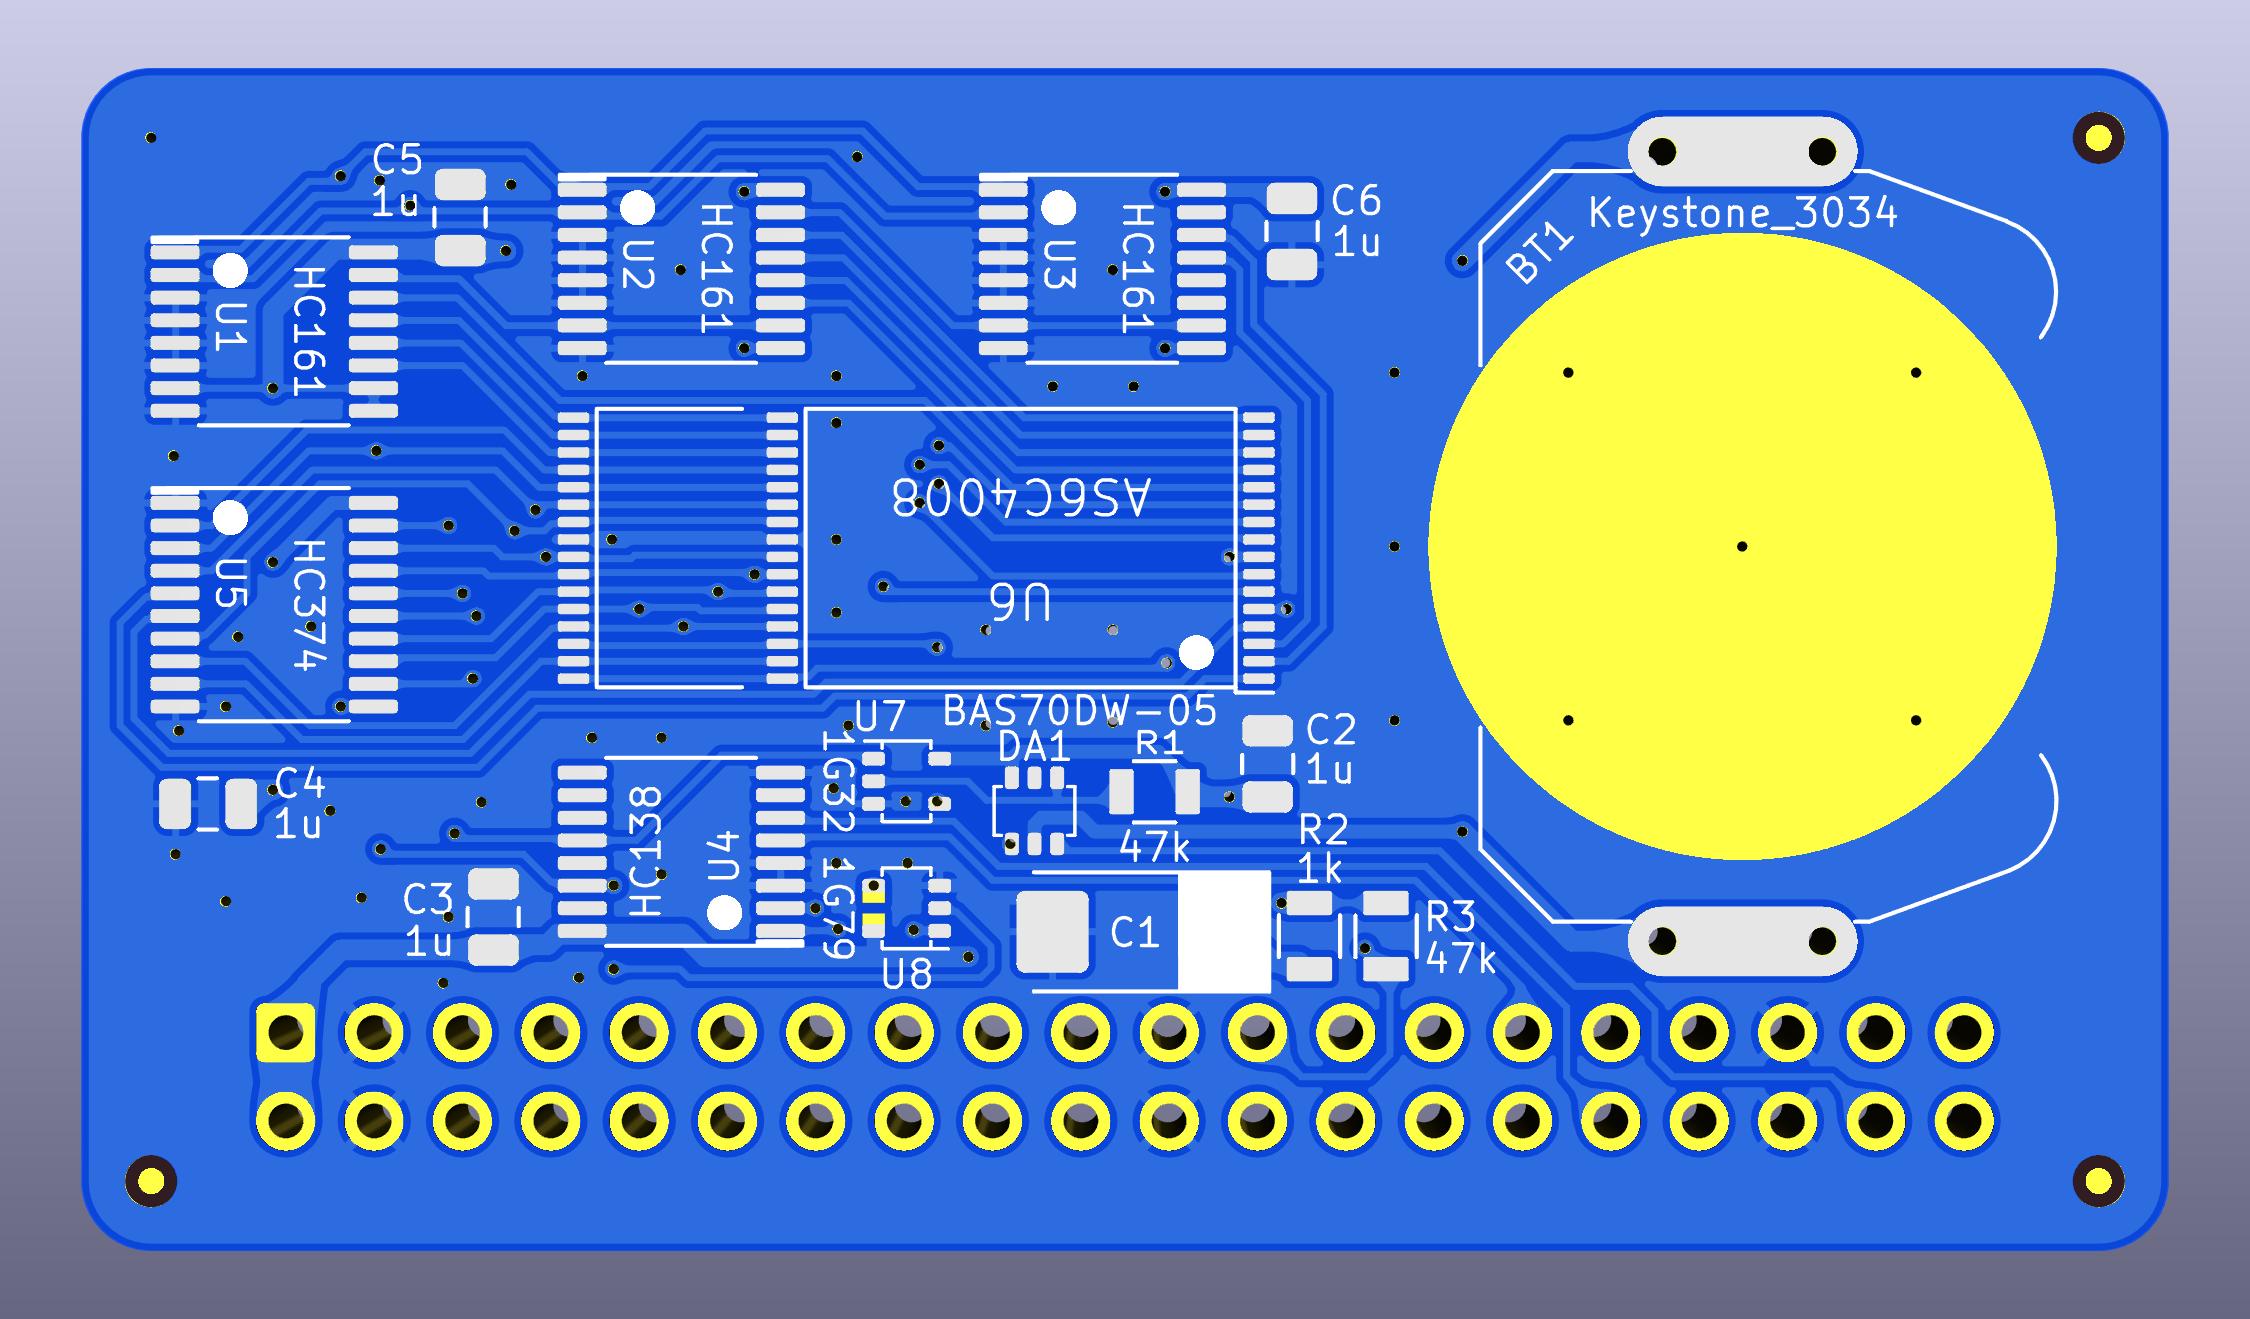 C5
1u
U2
HC161
U3
HC161
C6
1u
Keystone_3034
BT1
U1
HC161
AS6C4008
U6
U5
HC374
U7
1G32
BAS70DW-05
DA1
R1
47k
C2
1u
C4
1u
HC138
U4
R2
1k
C3
1u
1G79
U8
C1
R3
47k